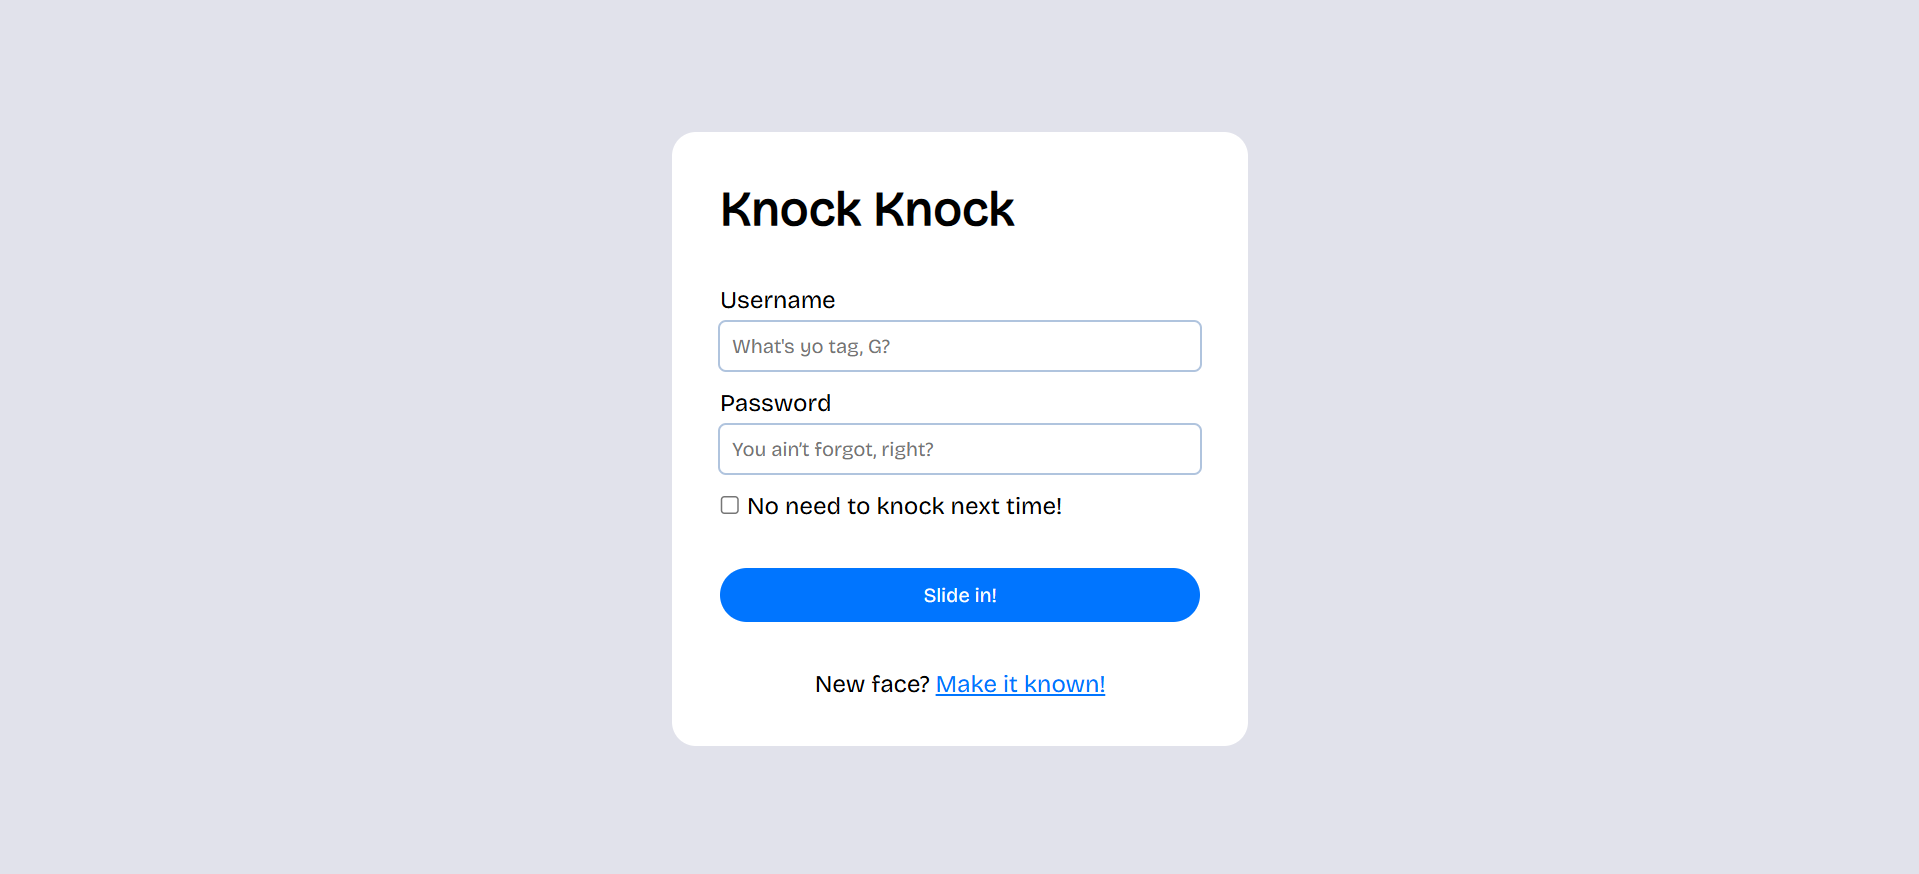 Knock Knock
Username
What's yo tag, G?
Password
You ain’t forgot, right?
No need to knock next time!
Slide in!
New face? Make it known!